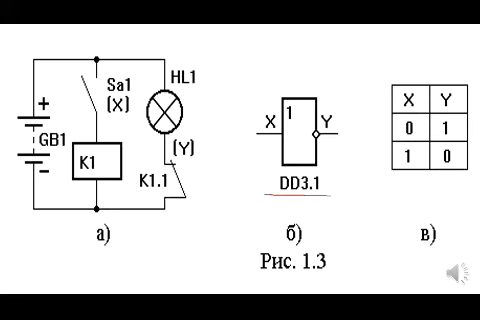 HL1
Sa1
(X)
+
GB1
(Y)
K1
K1.1
−
а)
1
X
Y
DD3.1
б)
X Y
0 1
1 0
в)
Рис. 1.3